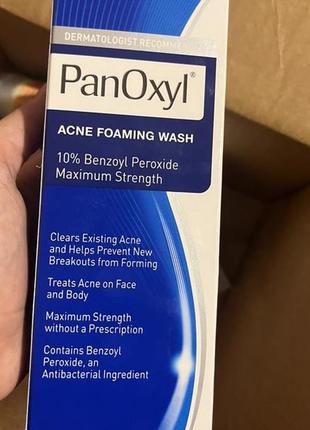 DERMATOLOGIST RECOMMENDED
PanOxyl®
ACNE FOAMING WASH
10% Benzoyl Peroxide
Maximum Strength
Clears Existing Acne
and Helps Prevent New
Breakouts from Forming
Treats Acne on Face
and Body
Maximum Strength
without a Prescription
Contains Benzoyl
Peroxide, an
Antibacterial Ingredient